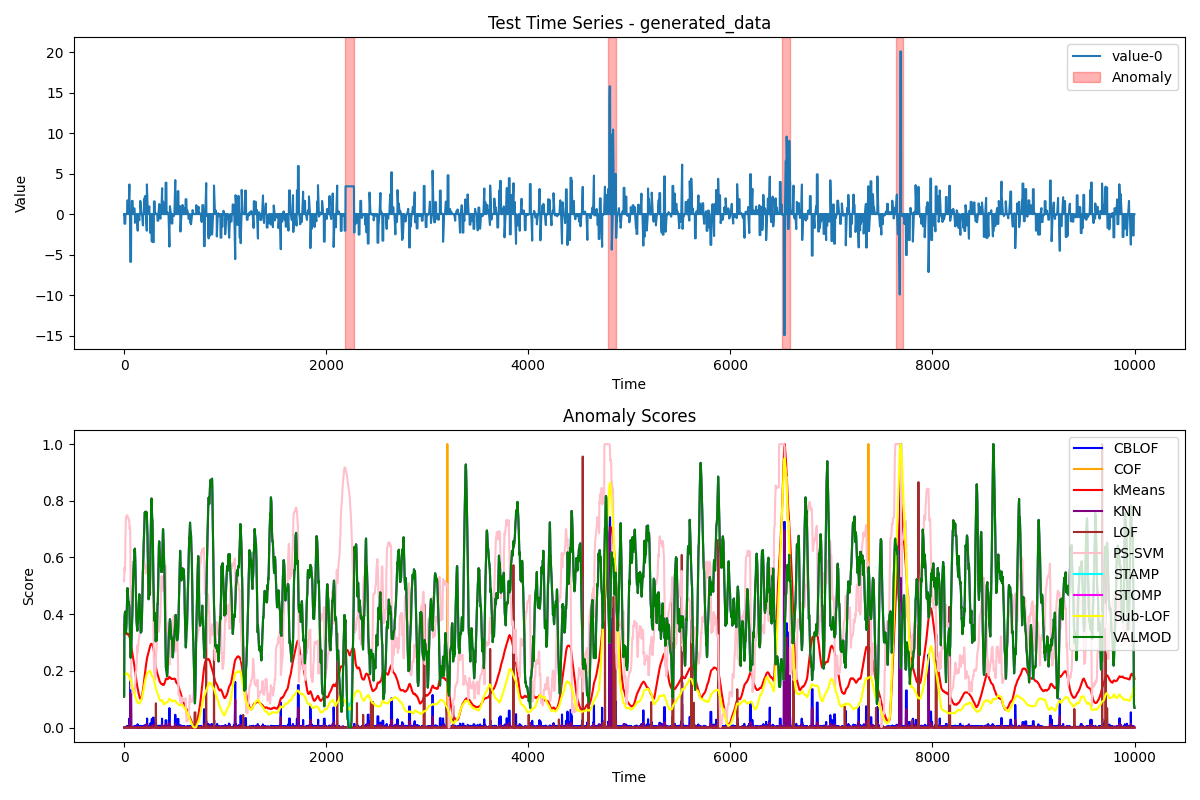 Test Time Series - generated_data
Value
20
15
10
5
0
−5
−10
−15
value-0
Anomaly
0
2000
4000
6000
8000
10000
Time
Anomaly Scores
Score
1.0
0.8
0.6
0.4
0.2
0.0
CBLOF
COF
kMeans
KNN
LOF
PS-SVM
STAMP
STOMP
Sub-LOF
VALMOD
0
2000
4000
6000
8000
10000
Time